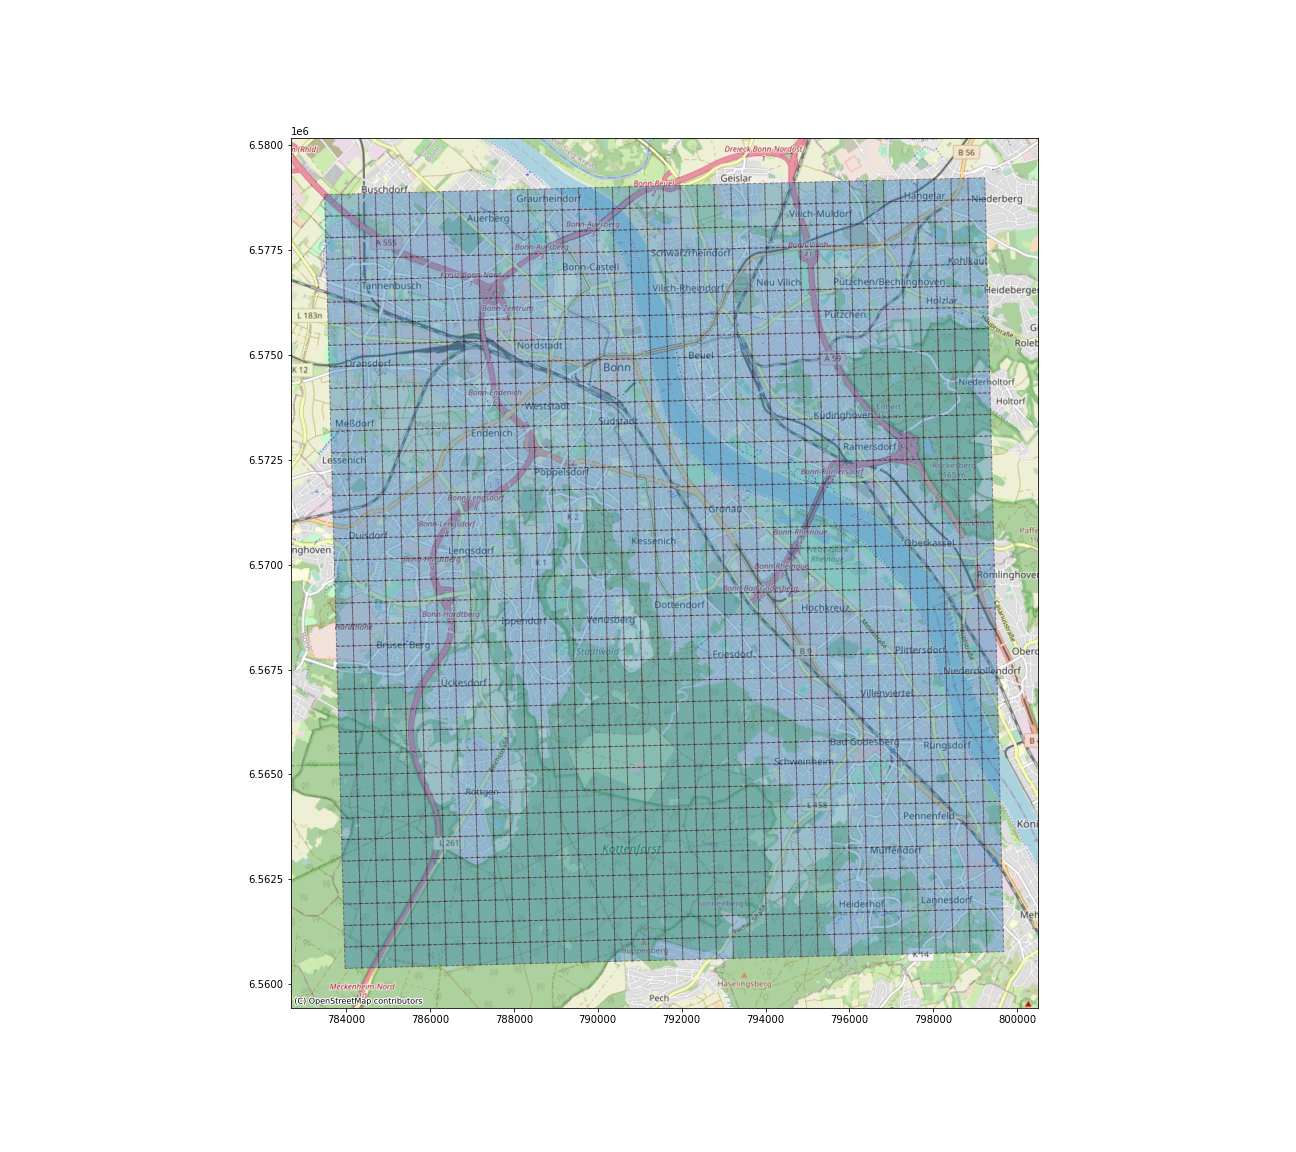 1e6
6.5800
6.5775
6.5750
6.5725
6.5700
6.5675
6.5650
6.5625
6.5600
784000 786000 788000 790000 792000 794000 796000 798000 800000
Dreieck Bonn-Nordost
B 56
Buschdorf
Bonn-Beuel
Geislar
Graurheindorf
Hangelar
Niederberg
Auerberg
Vilich-Müldorf
Bonn-Auerberg
A 555
Bonn-Auerberg
Bonn-Vilich
Schwarzrheindorf
Kohlkaul
Bonn-Castell
Kreuz Bonn-Nord
Tannenbusch
Vilich-Rheindorf
Neu Vilich
Pützchen/Bechlinghoven
Holzlar
Bonn-Zentrum
L 183n
Pützchen
Nordstadt
Beuel
A 59
Dransdorf
Bonn
K 12
Niederholtorf
Holtorf
Bonn-Endenich
Weststadt
Südstadt
Küdinghoven
Ennert
Meßdorf
Endenich
Ramersdorf
Lessenich
Poppelsdorf
Bonn-Ramersdorf
Bonn-Lengsdorf
Gronau
K 2
Bonn-Lengsdorf
Duisdorf
Bonn-Rheinaue
Kessenich
Oberkassel
Lengsdorf
Bonn-Hardtberg
K 1
Bonn-Rheinaue
Bonn-Bad Godesberg
Römlinghoven
Dottendorf
Hochkreuz
Bonn-Hardtberg
Ippendorf
Venusberg
Hardthöhe
Brüser Berg
Stadtwald
Friesdorf
B 9
Plittersdorf
Niederdollendorf
Ückesdorf
Villenviertel
Bad Godesberg
Rüngsdorf
Schweinheim
Röttgen
L 458
Pennenfeld
L 261
Kottenforst
Muffendorf
Heiderhof
Lannesdorf
K 14
Meckenheim-Nord
Pech
(C) OpenStreetMap contributors